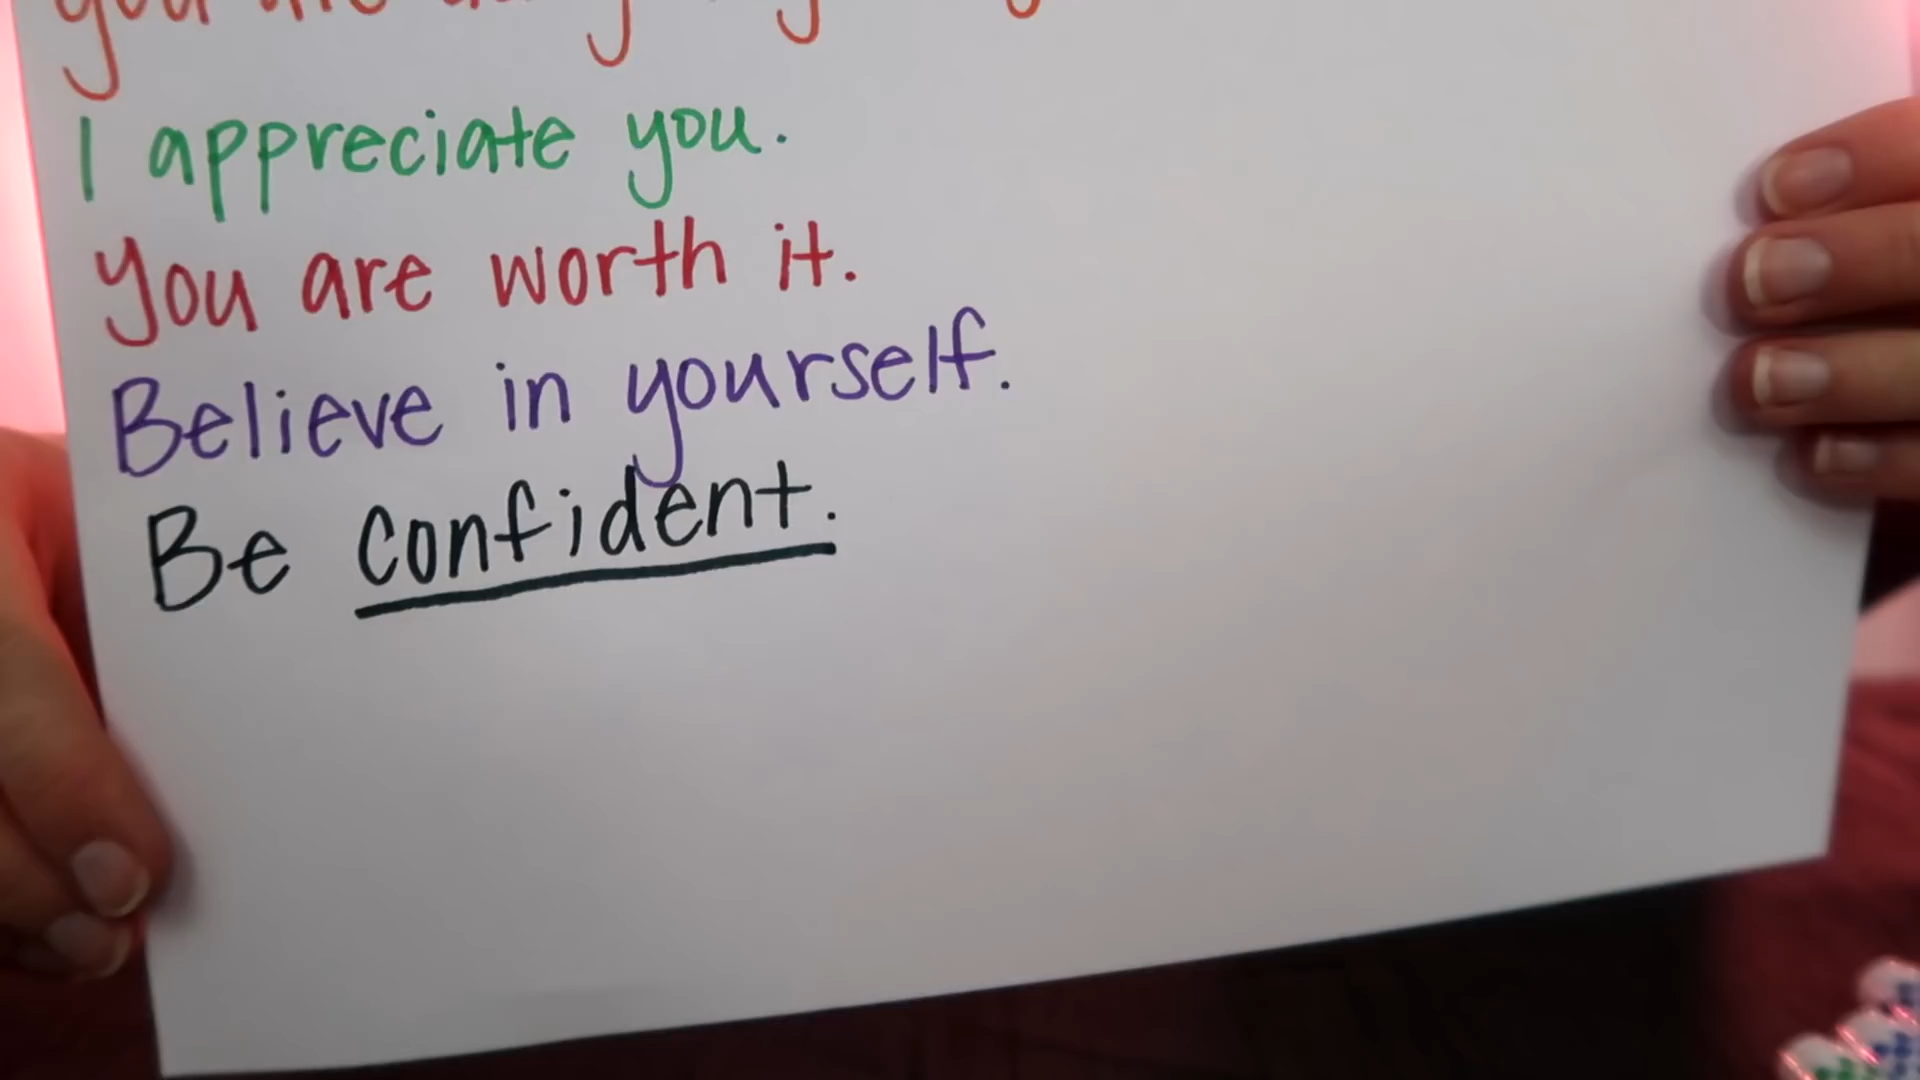 I appreciate you.
You are worth it.
Believe in yourself.
Be confident.